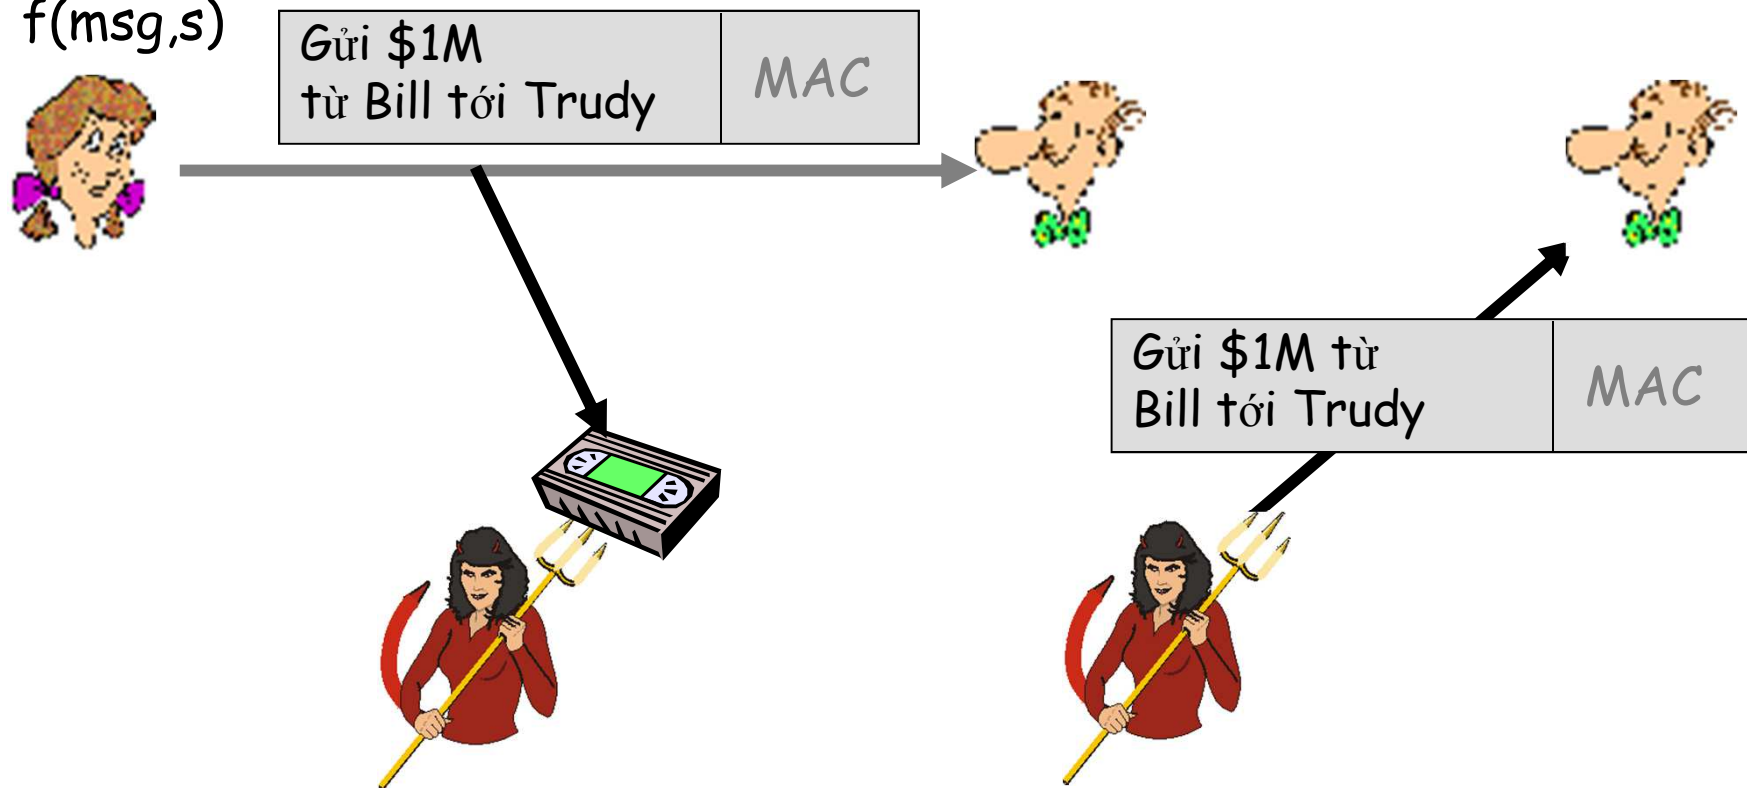 f(msg,s)
Gửi $1M
từ Bill tới Trudy
MAC
Gửi $1M từ
Bill tới Trudy
MAC